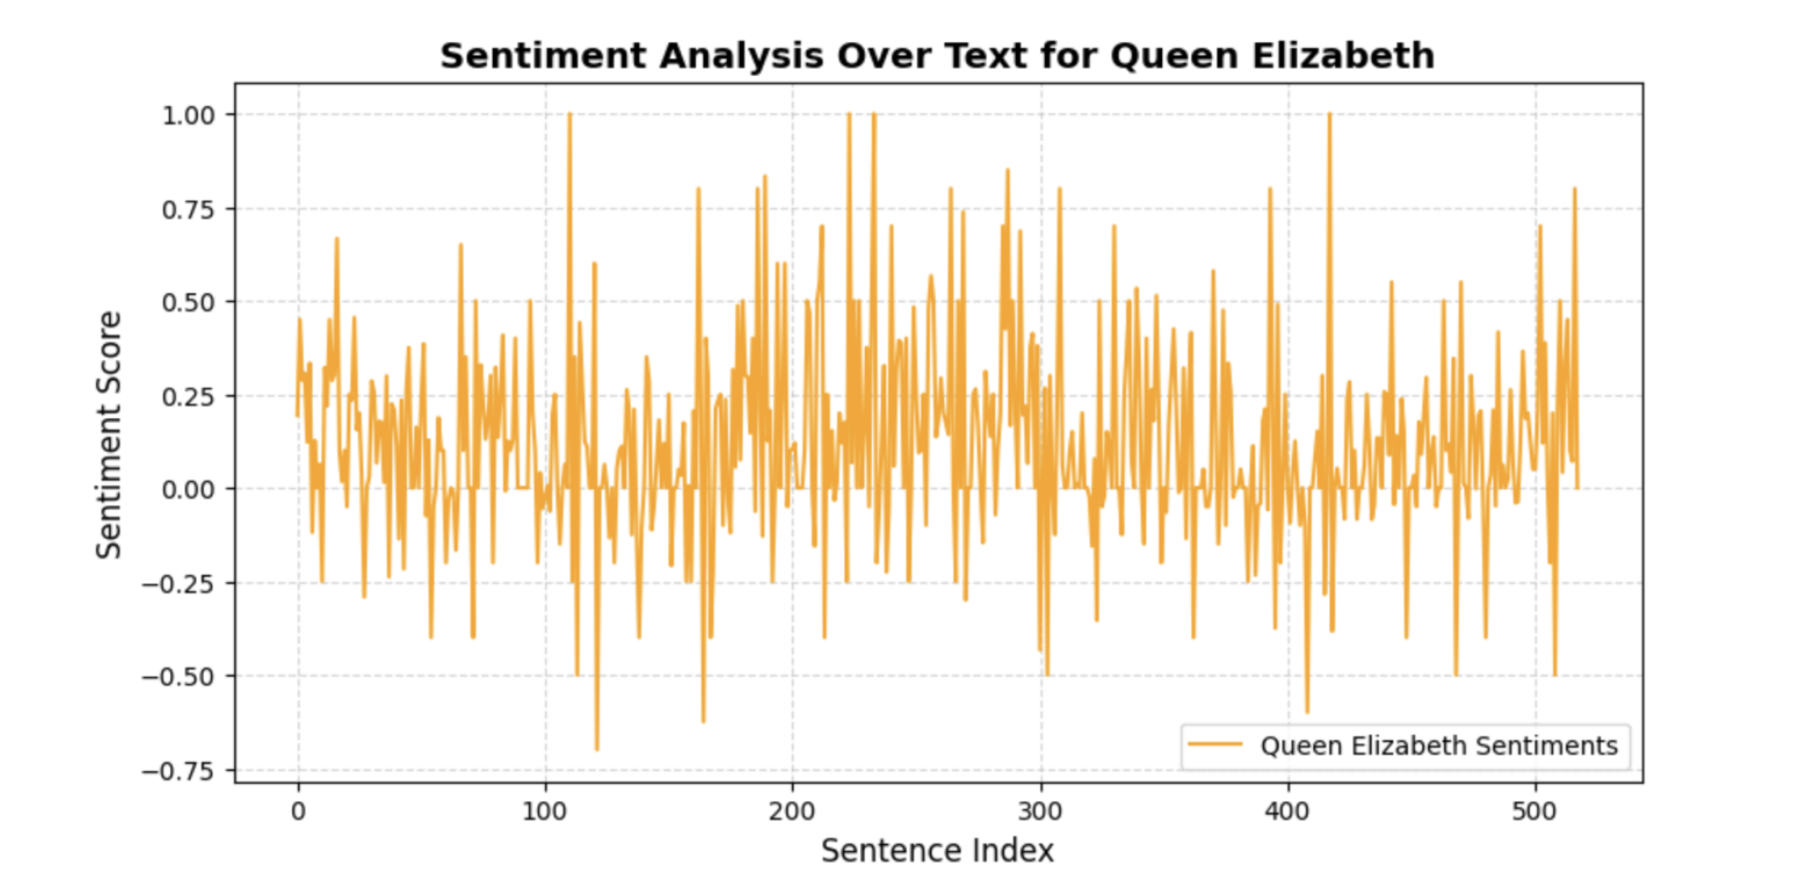 Sentiment Analysis Over Text for Queen Elizabeth
1.00
0.75
0.50
0.25
0.00
−0.25
−0.50
−0.75
Sentiment Score
Queen Elizabeth Sentiments
0 100 200 300 400 500
Sentence Index